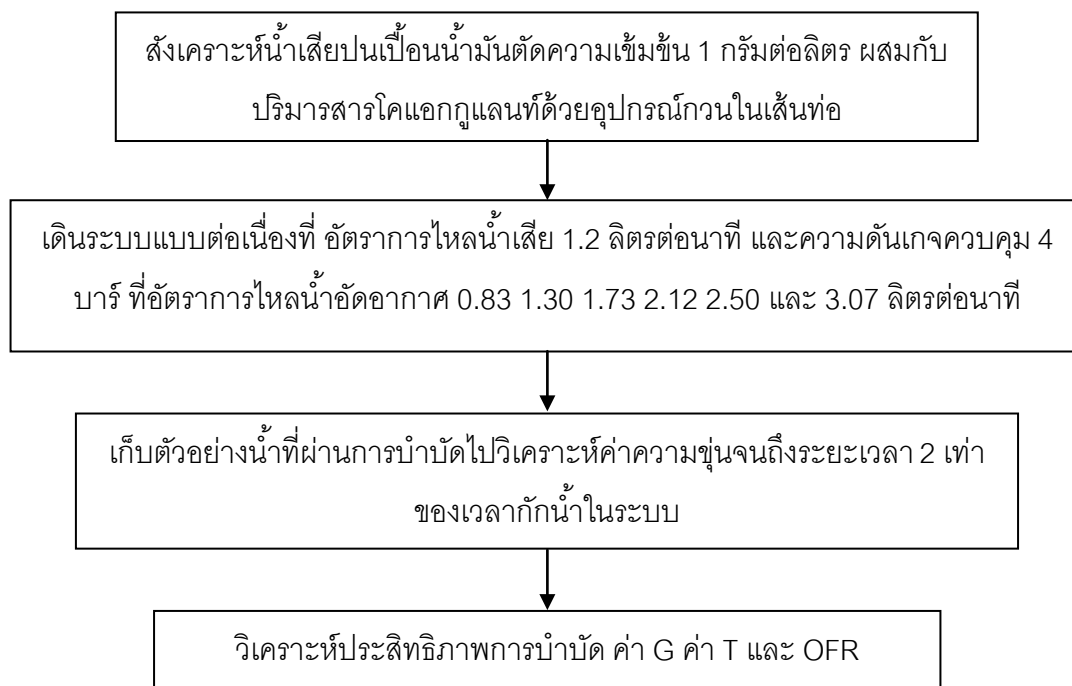 สังเคราะห์น้ำเสียปนเปื้อนน้ำมันตัดความเข้มข้น 1 กรัมต่อลิตร ผสมกับ
ปริมารสารโคแอกกูแลนท์ด้วยอุปกรณ์กวนในเส้นท่อ
เดินระบบแบบต่อเนื่องที่ อัตราการไหลน้ำเสีย 1.2 ลิตรต่อนาที และความดันเกจควบคุม 4
บาร์ ที่อัตราการไหลน้ำอัดอากาศ 0.83 1.30 1.73 2.12 2.50 และ 3.07 ลิตรต่อนาที
เก็บตัวอย่างน้ำที่ผ่านการบำบัดไปวิเคราะห์ค่าความขุ่นจนถึงระยะเวลา 2 เท่า
ของเวลากักน้ำในระบบ
วิเคราะห์ประสิทธิภาพการบำบัด ค่า G ค่า T และ OFR